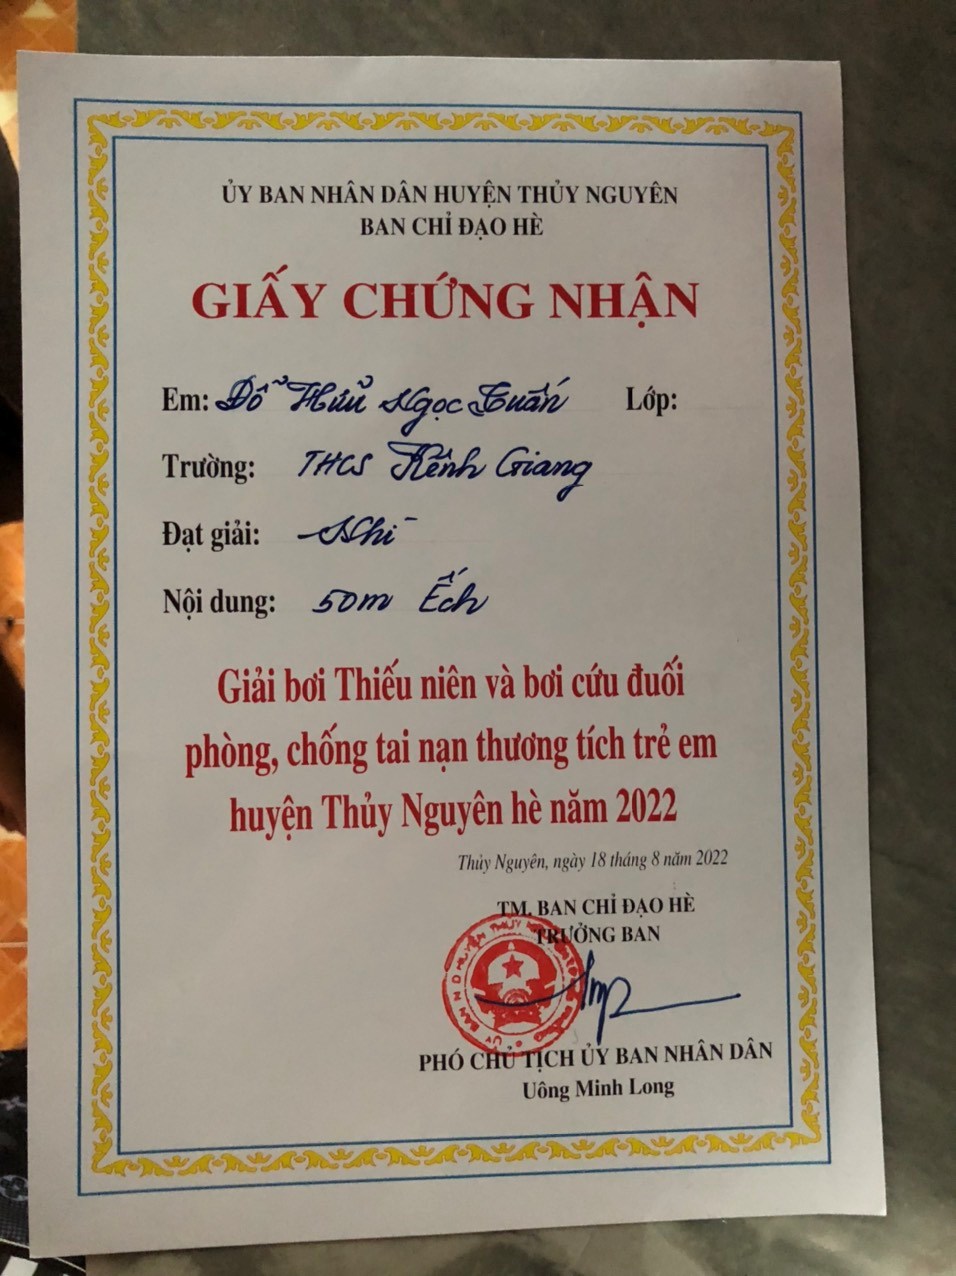 ỦY BAN NHÂN DÂN HUYỆN THỦY NGUYÊN
BAN CHỈ ĐẠO HÈ
GIẤY CHỨNG NHẬN
Em: Đỗ Hữu Ngọc Tuấn Lớp:
Trường: THCS Kênh Giang
Đạt giải: Nhì
Nội dung: 50m Ếch
Giải bơi Thiếu niên và bơi cứu đuối
phòng, chống tai nạn thương tích trẻ em
huyện Thủy Nguyên hè năm 2022
Thủy Nguyên, ngày 18 tháng 8 năm 2022
TM. BAN CHỈ ĐẠO HÈ
TRƯỞNG BAN
PHÓ CHỦ TỊCH ỦY BAN NHÂN DÂN
Uông Minh Long